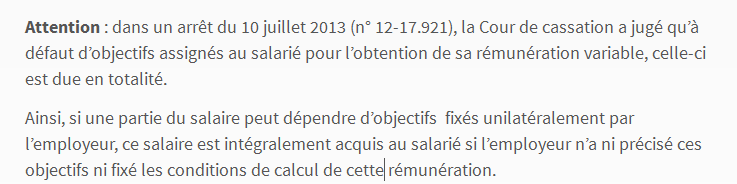 Attention : dans un arrêt du 10 juillet 2013 (n° 12-17.921), la Cour de cassation a jugé qu’à
défaut d’objectifs assignés au salarié pour l’obtention de sa rémunération variable, celle-ci
est due en totalité.
Ainsi, si une partie du salaire peut dépendre d’objectifs  fixés unilatéralement par
l’employeur, ce salaire est intégralement acquis au salarié si l’employeur n’a ni précisé ces
objectifs ni fixé les conditions de calcul de cette rémunération.